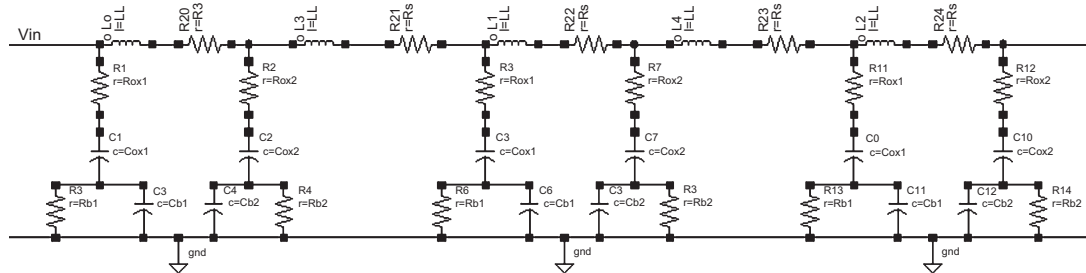 Vin
Lo
l=LL
R20
r=R3
L3
l=LL
R21
r=Rs
L1
l=LL
R22
r=Rs
L4
l=LL
R23
r=Rs
L2
l=LL
R24
r=Rs
R1
r=Rox1
R2
r=Rox2
R3
r=Rox1
R7
r=Rox2
R11
r=Rox1
R12
r=Rox2
C1
c=Cox1
C2
c=Cox2
C3
c=Cox1
C7
c=Cox2
C0
c=Cox1
C10
c=Cox2
R3
r=Rb1
C3
c=Cb1
C4
c=Cb2
R4
r=Rb2
R6
r=Rb1
C6
c=Cb1
C3
c=Cb2
R3
r=Rb2
R13
r=Rb1
C11
c=Cb1
C12
c=Cb2
R14
r=Rb2
gnd
gnd
gnd